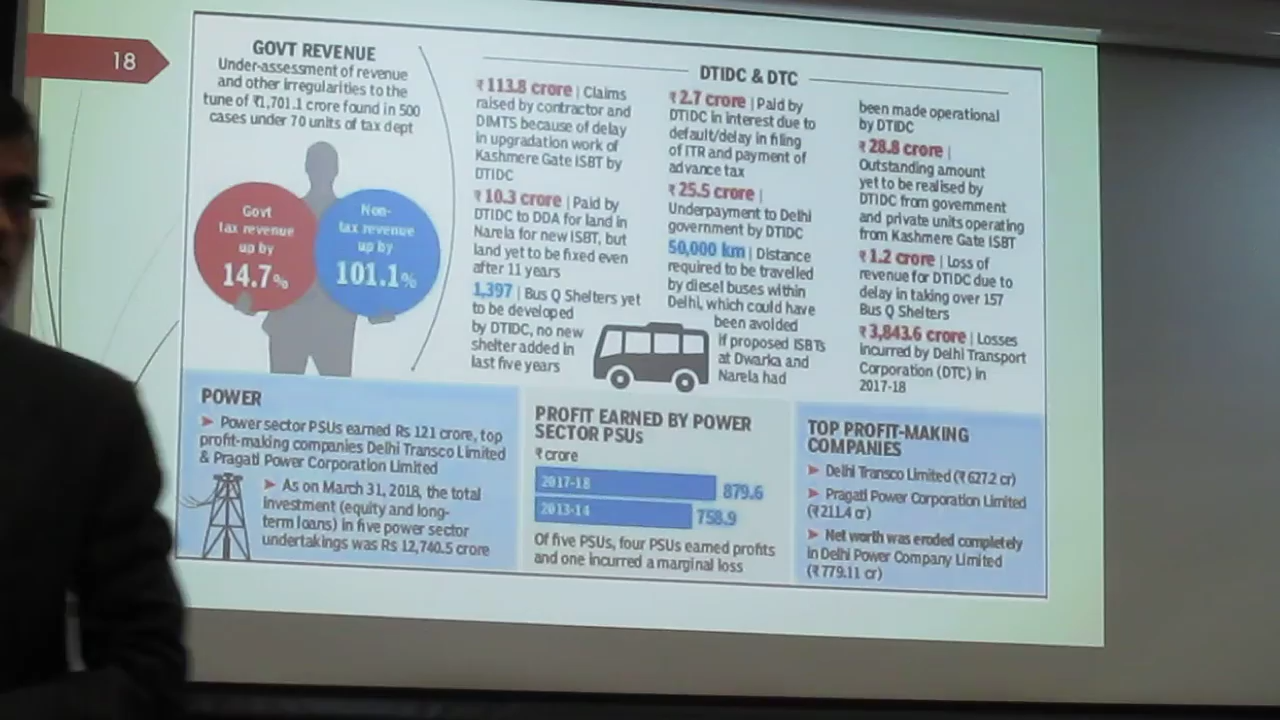 18
GOVT REVENUE
Under-assessment of revenue
and other irregularities to the
tune of ₹1,701.1 crore found in 500
cases under 70 units of tax dept
Govt
tax revenue
up by
14.7%
Non-
tax revenue
up by
101.1%
DTIDC & DTC
₹113.8 crore | Claims
raised by contractor and
DIMTS because of delay
in upgradation work of
Kashmere Gate ISBT by
DTIDC
₹10.3 crore | Paid by
DTIDC to DDA for land in
Narela for new ISBT, but
land yet to be fixed even
after 11 years
1,397 | Bus Q Shelters yet
to be developed
by DTIDC, no new
shelter added in
last five years
₹2.7 crore | Paid by
DTIDC in interest due to
default/delay in filing
of ITR and payment of
advance tax
₹25.5 crore |
Underpayment to Delhi
government by DTIDC
50,000 km | Distance
required to be travelled
by diesel buses within
Delhi, which could have
been avoided
if proposed ISBTs
at Dwarka and
Narela had
been made operational
by DTIDC
₹28.8 crore |
Outstanding amount
yet to be realised by
DTIDC from government
and private units operating
from Kashmere Gate ISBT
₹1.2 crore | Loss of
revenue for DTIDC due to
delay in taking over 157
Bus Q Shelters
₹3,843.6 crore | Losses
incurred by Delhi Transport
Corporation (DTC) in
2017-18
POWER
➤ Power sector PSUs earned Rs 121 crore, top
profit-making companies Delhi Transco Limited
& Pragati Power Corporation Limited
➤ As on March 31, 2018, the total
investment (equity and long-
term loans) in five power sector
undertakings was Rs 12,740.5 crore
PROFIT EARNED BY POWER
SECTOR PSUs
₹ crore
2017-18 879.6
2013-14 758.9
Of five PSUs, four PSUs earned profits
and one incurred a marginal loss
TOP PROFIT-MAKING
COMPANIES
➤ Delhi Transco Limited (₹627.2 cr)
➤ Pragati Power Corporation Limited
(₹211.4 cr)
➤ Net worth was eroded completely
in Delhi Power Company Limited
(₹779.11 cr)